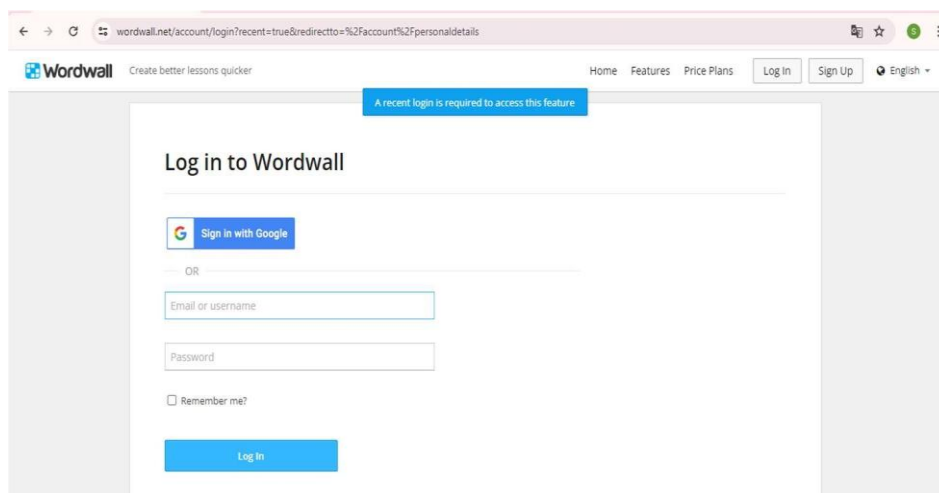 wordwall.net/account/login?recent=true&redirectto=%2Faccount%2Fpersonaldetails
S
Wordwall Create better lessons quicker Home Features Price Plans Log In Sign Up English
A recent login is required to access this feature
Log in to Wordwall
G Sign in with Google
OR
Email or username
Password
Remember me?
Log In